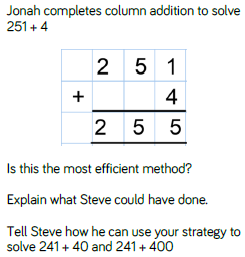 Jonah completes column addition to solve
251 + 4
2 5 1
+ 4
2 5 5
Is this the most efficient method?
Explain what Steve could have done.
Tell Steve how he can use your strategy to
solve 241 + 40 and 241 + 400